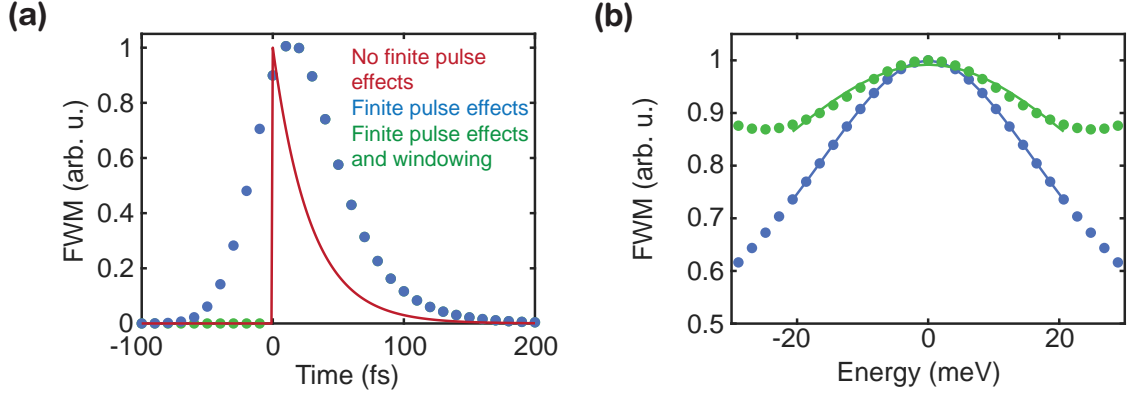 (a)
FWM (arb. u.)
1
0.8
0.6
0.4
0.2
0
-100
0
100
200
Time (fs)
No finite pulse
effects
Finite pulse effects
Finite pulse effects
and windowing
(b)
FWM (arb. u.)
1
0.9
0.8
0.7
0.6
0.5
-20
0
20
Energy (meV)